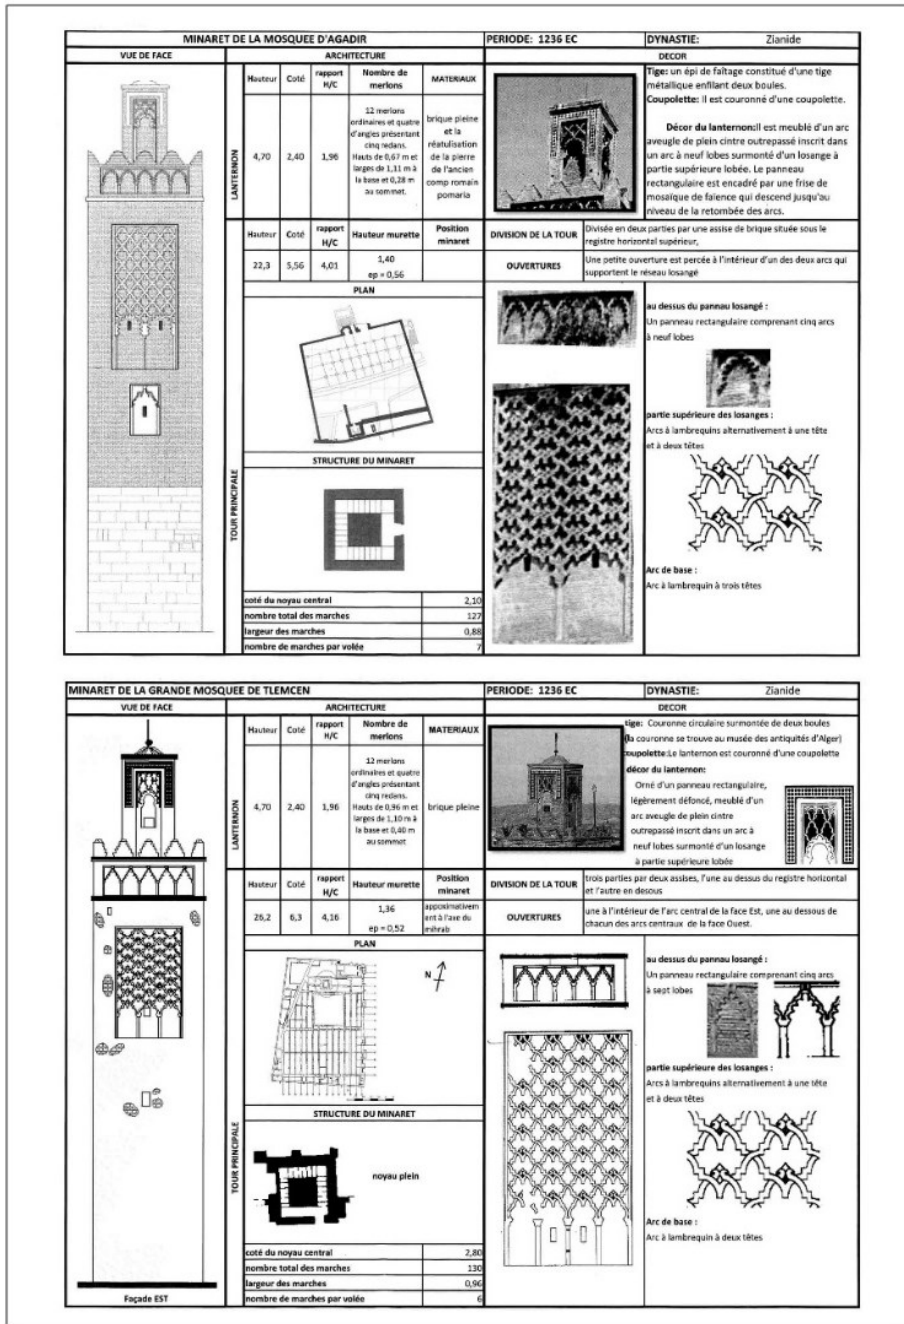 MINARET DE LA MOSQUEE D'AGADIR
PERIODE: 1236 EC
DYNASTIE: Zianide
VUE DE FACE
ARCHITECTURE
DECOR
LANTERNON
Hauteur
Coté
rapport H/C
Nombre de merlons
MATERIAUX
4,70
2,40
1,96
12 merlons
ordinaires et quatre
d'angles présentant
cinq redans.
Hauts de 0,67 m et
larges de 1,11 m à
la base et 0,28 m
au sommet.
brique pleine
et la
réatulisation
de la pierre
de l'ancien
comp romain
pomaria
Tige: un épi de faîtage constitué d'une tige
métallique enfilant deux boules.
Coupolette: Il est couronné d'une coupolette.
Décor du lanternon:Il est meublé d'un arc
aveugle de plein cintre outrepassé inscrit dans
un arc à neuf lobes surmonté d'un losange à
partie supérieure lobée. Le panneau
rectangulaire est encadré par une frise de
mosaïque de faïence qui descend jusqu'au
niveau de la retombée des arcs.
TOUR PRINCIPALE
Hauteur
Coté
rapport H/C
Hauteur murette
Position minaret
22,3
5,56
4,01
1,40
ep = 0,56
DIVISION DE LA TOUR
Divisée en deux parties par une assise de brique située sous le
registre horizontal supérieur,
OUVERTURES
Une petite ouverture est percée à l'intérieur d'un des deux arcs qui
supportent le réseau losangé
PLAN
STRUCTURE DU MINARET
coté du noyau central 2,10
nombre total des marches 127
largeur des marches 0,88
nombre de marches par volée 7
au dessus du pannau losangé :
Un panneau rectangulaire comprenant cinq arcs
à neuf lobes
partie supérieure des losanges :
Arcs à lambrequins alternativement à une tête
et à deux têtes
Arc de base :
Arc à lambrequin à trois têtes
MINARET DE LA GRANDE MOSQUEE DE TLEMCEN
PERIODE: 1236 EC
DYNASTIE: Zianide
VUE DE FACE
ARCHITECTURE
DECOR
LANTERNON
Hauteur
Coté
rapport H/C
Nombre de merlons
MATERIAUX
4,70
2,40
1,96
12 merlons
ordinaires et quatre
d'angles présentant
cinq redans.
Hauts de 0,96 m et
larges de 1,10 m à
la base et 0,40 m
au sommet
brique pleine
tige: Couronne circulaire surmontée de deux boules
(la couronne se trouve au musée des antiquités d'Alger)
coupolette:Le lanternon est couronné d'une coupolette
décor du lanternon:
Orné d'un panneau rectangulaire,
légèrement défoncé, meublé d'un
arc aveugle de plein cintre
outrepassé inscrit dans un arc à
neuf lobes surmonté d'un losange
à partie supérieure lobée
TOUR PRINCIPALE
Hauteur
Coté
rapport H/C
Hauteur murette
Position minaret
26,2
6,3
4,16
1,36
ep = 0,52
appoximativem
ent à l'axe du
mihrab
DIVISION DE LA TOUR
trois parties par deux assises, l'une au dessus du registre horizontal
et l'autre en desous
OUVERTURES
une à l'intérieur de l'arc central de la face Est, une au dessous de
chacun des arcs centraux de la face Ouest.
PLAN
N
STRUCTURE DU MINARET
noyau plein
coté du noyau central 2,80
nombre total des marches 130
largeur des marches 0,96
nombre de marches par volée 6
Façade EST
au dessus du pannau losangé :
Un panneau rectangulaire comprenant cinq arcs
à sept lobes
partie supérieure des losanges :
Arcs à lambrequins alternativement à une tête
et à deux têtes
Arc de base :
Arc à lambrequin à deux têtes